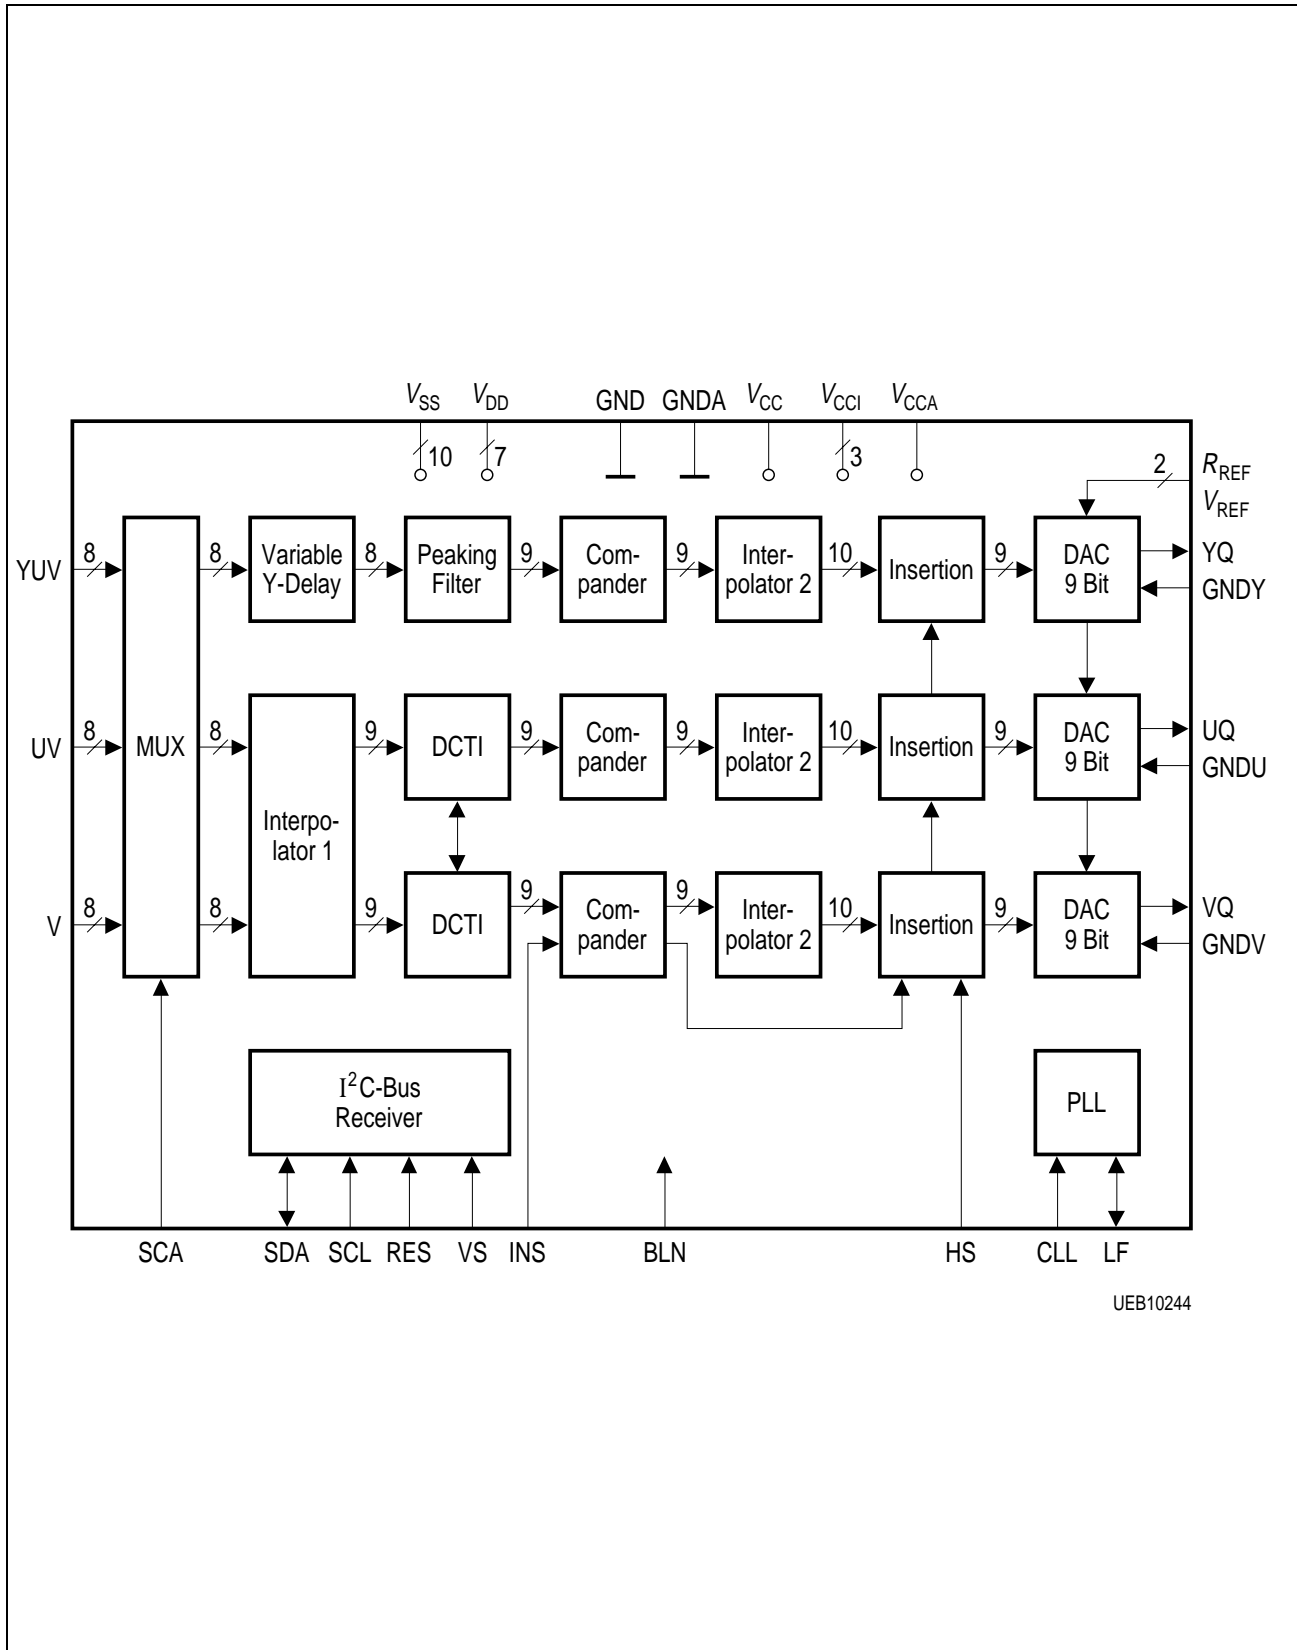 VSS VDD GND GNDA VCC VCCI VCCA
10 7 3
2 RREF
VREF
YUV 8 8 Variable 8 Peaking 9 Com- 9 Inter- 10 Insertion 9 DAC YQ
Y-Delay Filter pander polator 2 9 Bit GNDY
UV 8 MUX 8 9 DCTI 9 Com- 9 Inter- 10 Insertion 9 DAC UQ
pander polator 2 9 Bit GNDU
Interpo-
lator 1
V 8 8 9 DCTI 9 Com- 9 Inter- 10 Insertion 9 DAC VQ
pander polator 2 9 Bit GNDV
I²C-Bus
Receiver
PLL
SCA SDA SCL RES VS INS BLN HS CLL LF
UEB10244